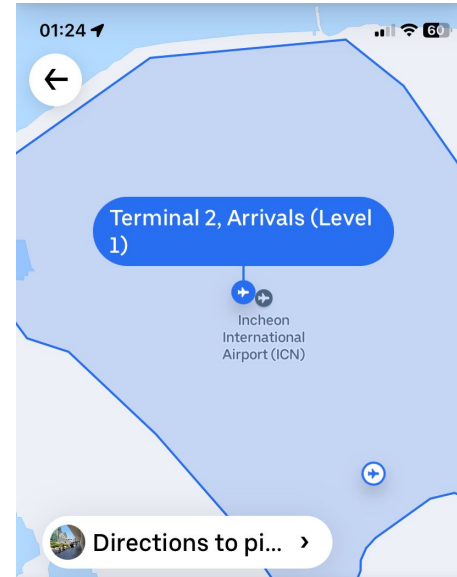 01:24
60
Terminal 2, Arrivals (Level
1)
Incheon
International
Airport (ICN)
Directions to pi...